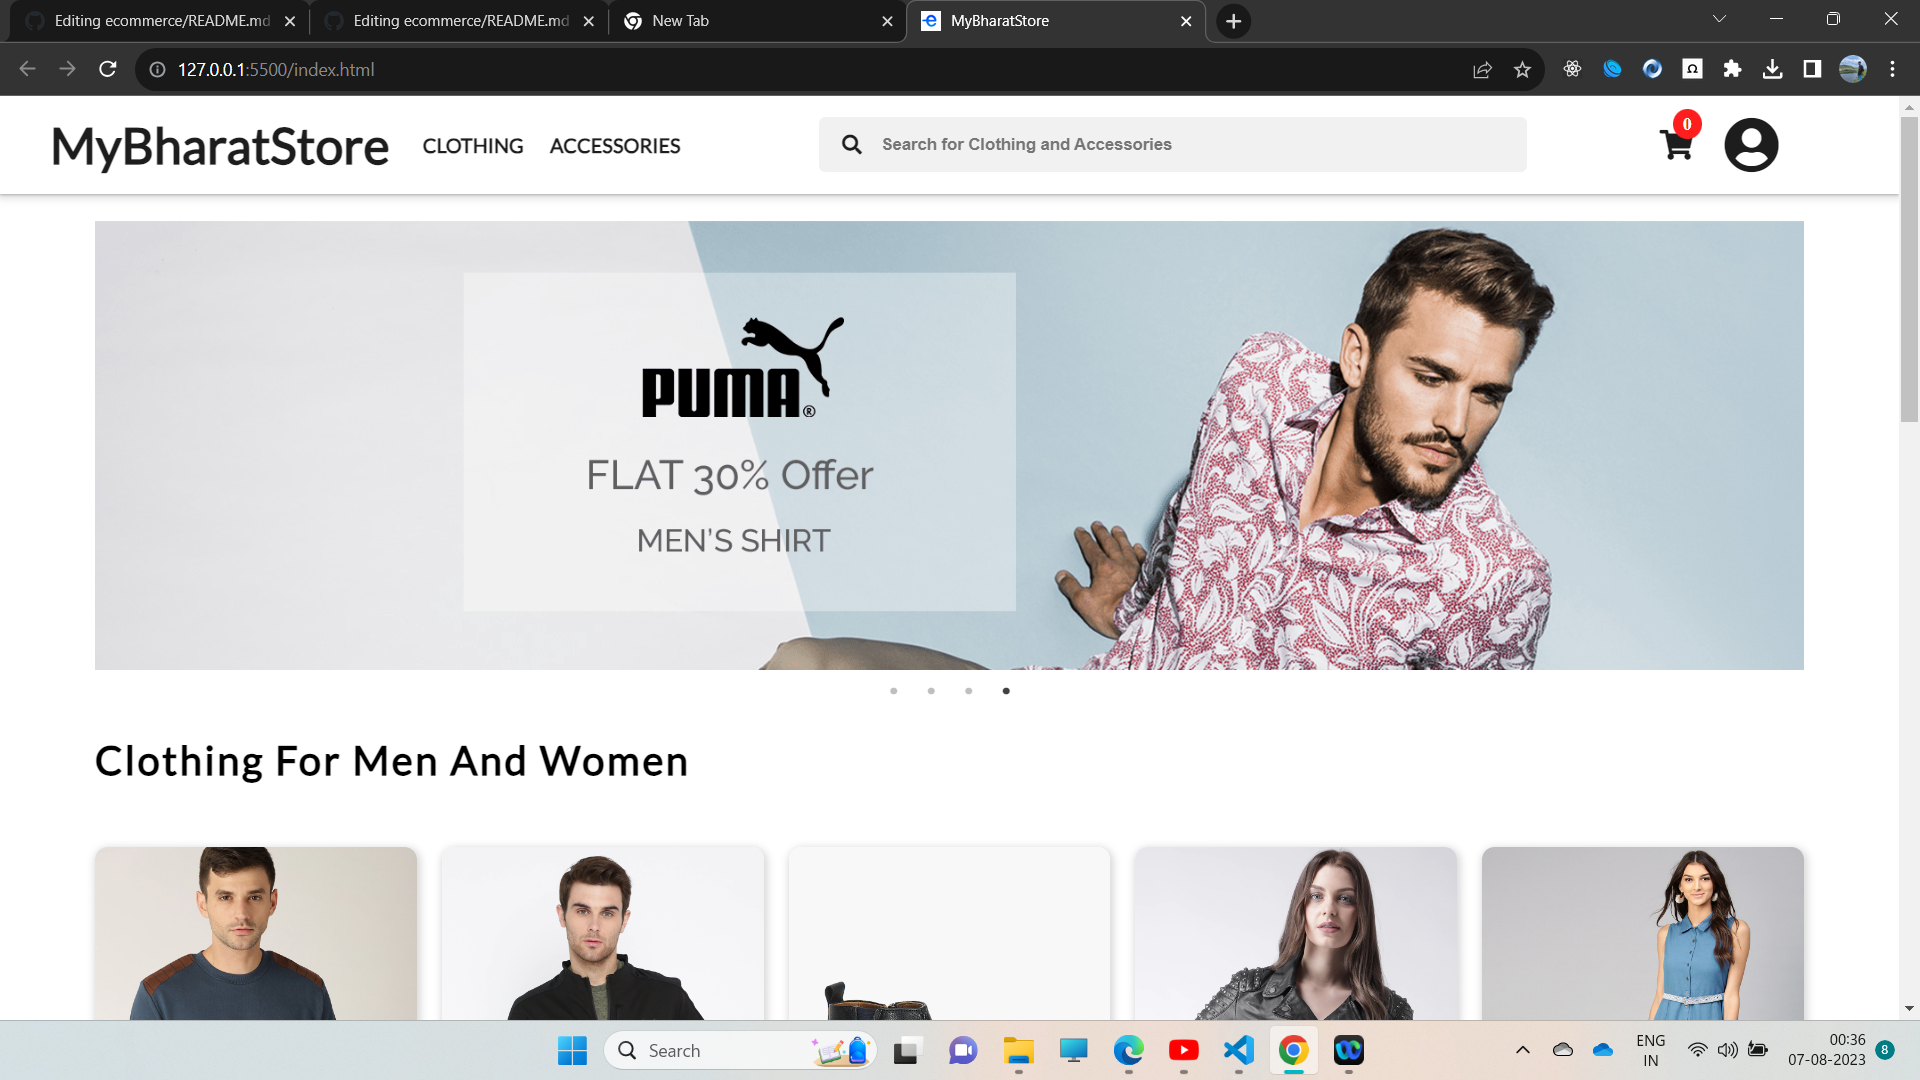 Editing ecommerce/README.md
Editing ecommerce/README.md
New Tab
MyBharatStore
127.0.0.1:5500/index.html
MyBharatStore
CLOTHING
ACCESSORIES
Search for Clothing and Accessories
0
PUMA®
FLAT 30% Offer
MEN'S SHIRT
Clothing For Men And Women
Search
ENG
IN
00:36
07-08-2023
8